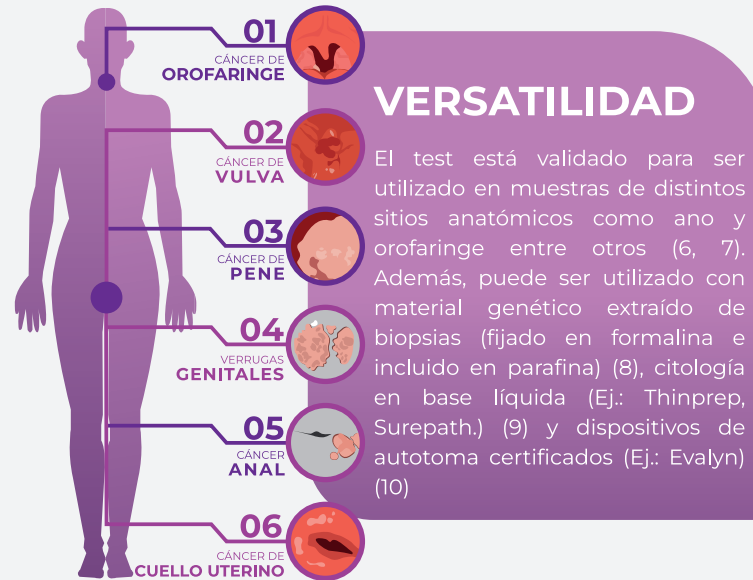 01
CÁNCER DE
OROFARINGE
02
CÁNCER DE
VULVA
03
CÁNCER DE
PENE
04
VERRUGAS
GENITALES
05
CÁNCER
ANAL
06
CÁNCER DE
CUELLO UTERINO
VERSATILIDAD
El test está validado para ser
utilizado en muestras de distintos
sitios anatómicos como ano y
orofaringe entre otros (6, 7).
Además, puede ser utilizado con
material genético extraído de
biopsias (fijado en formalina e
incluido en parafina) (8), citología
en base líquida (Ej.: Thinprep,
Surepath.) (9) y dispositivos de
autotoma certificados (Ej.: Evalyn)
(10)